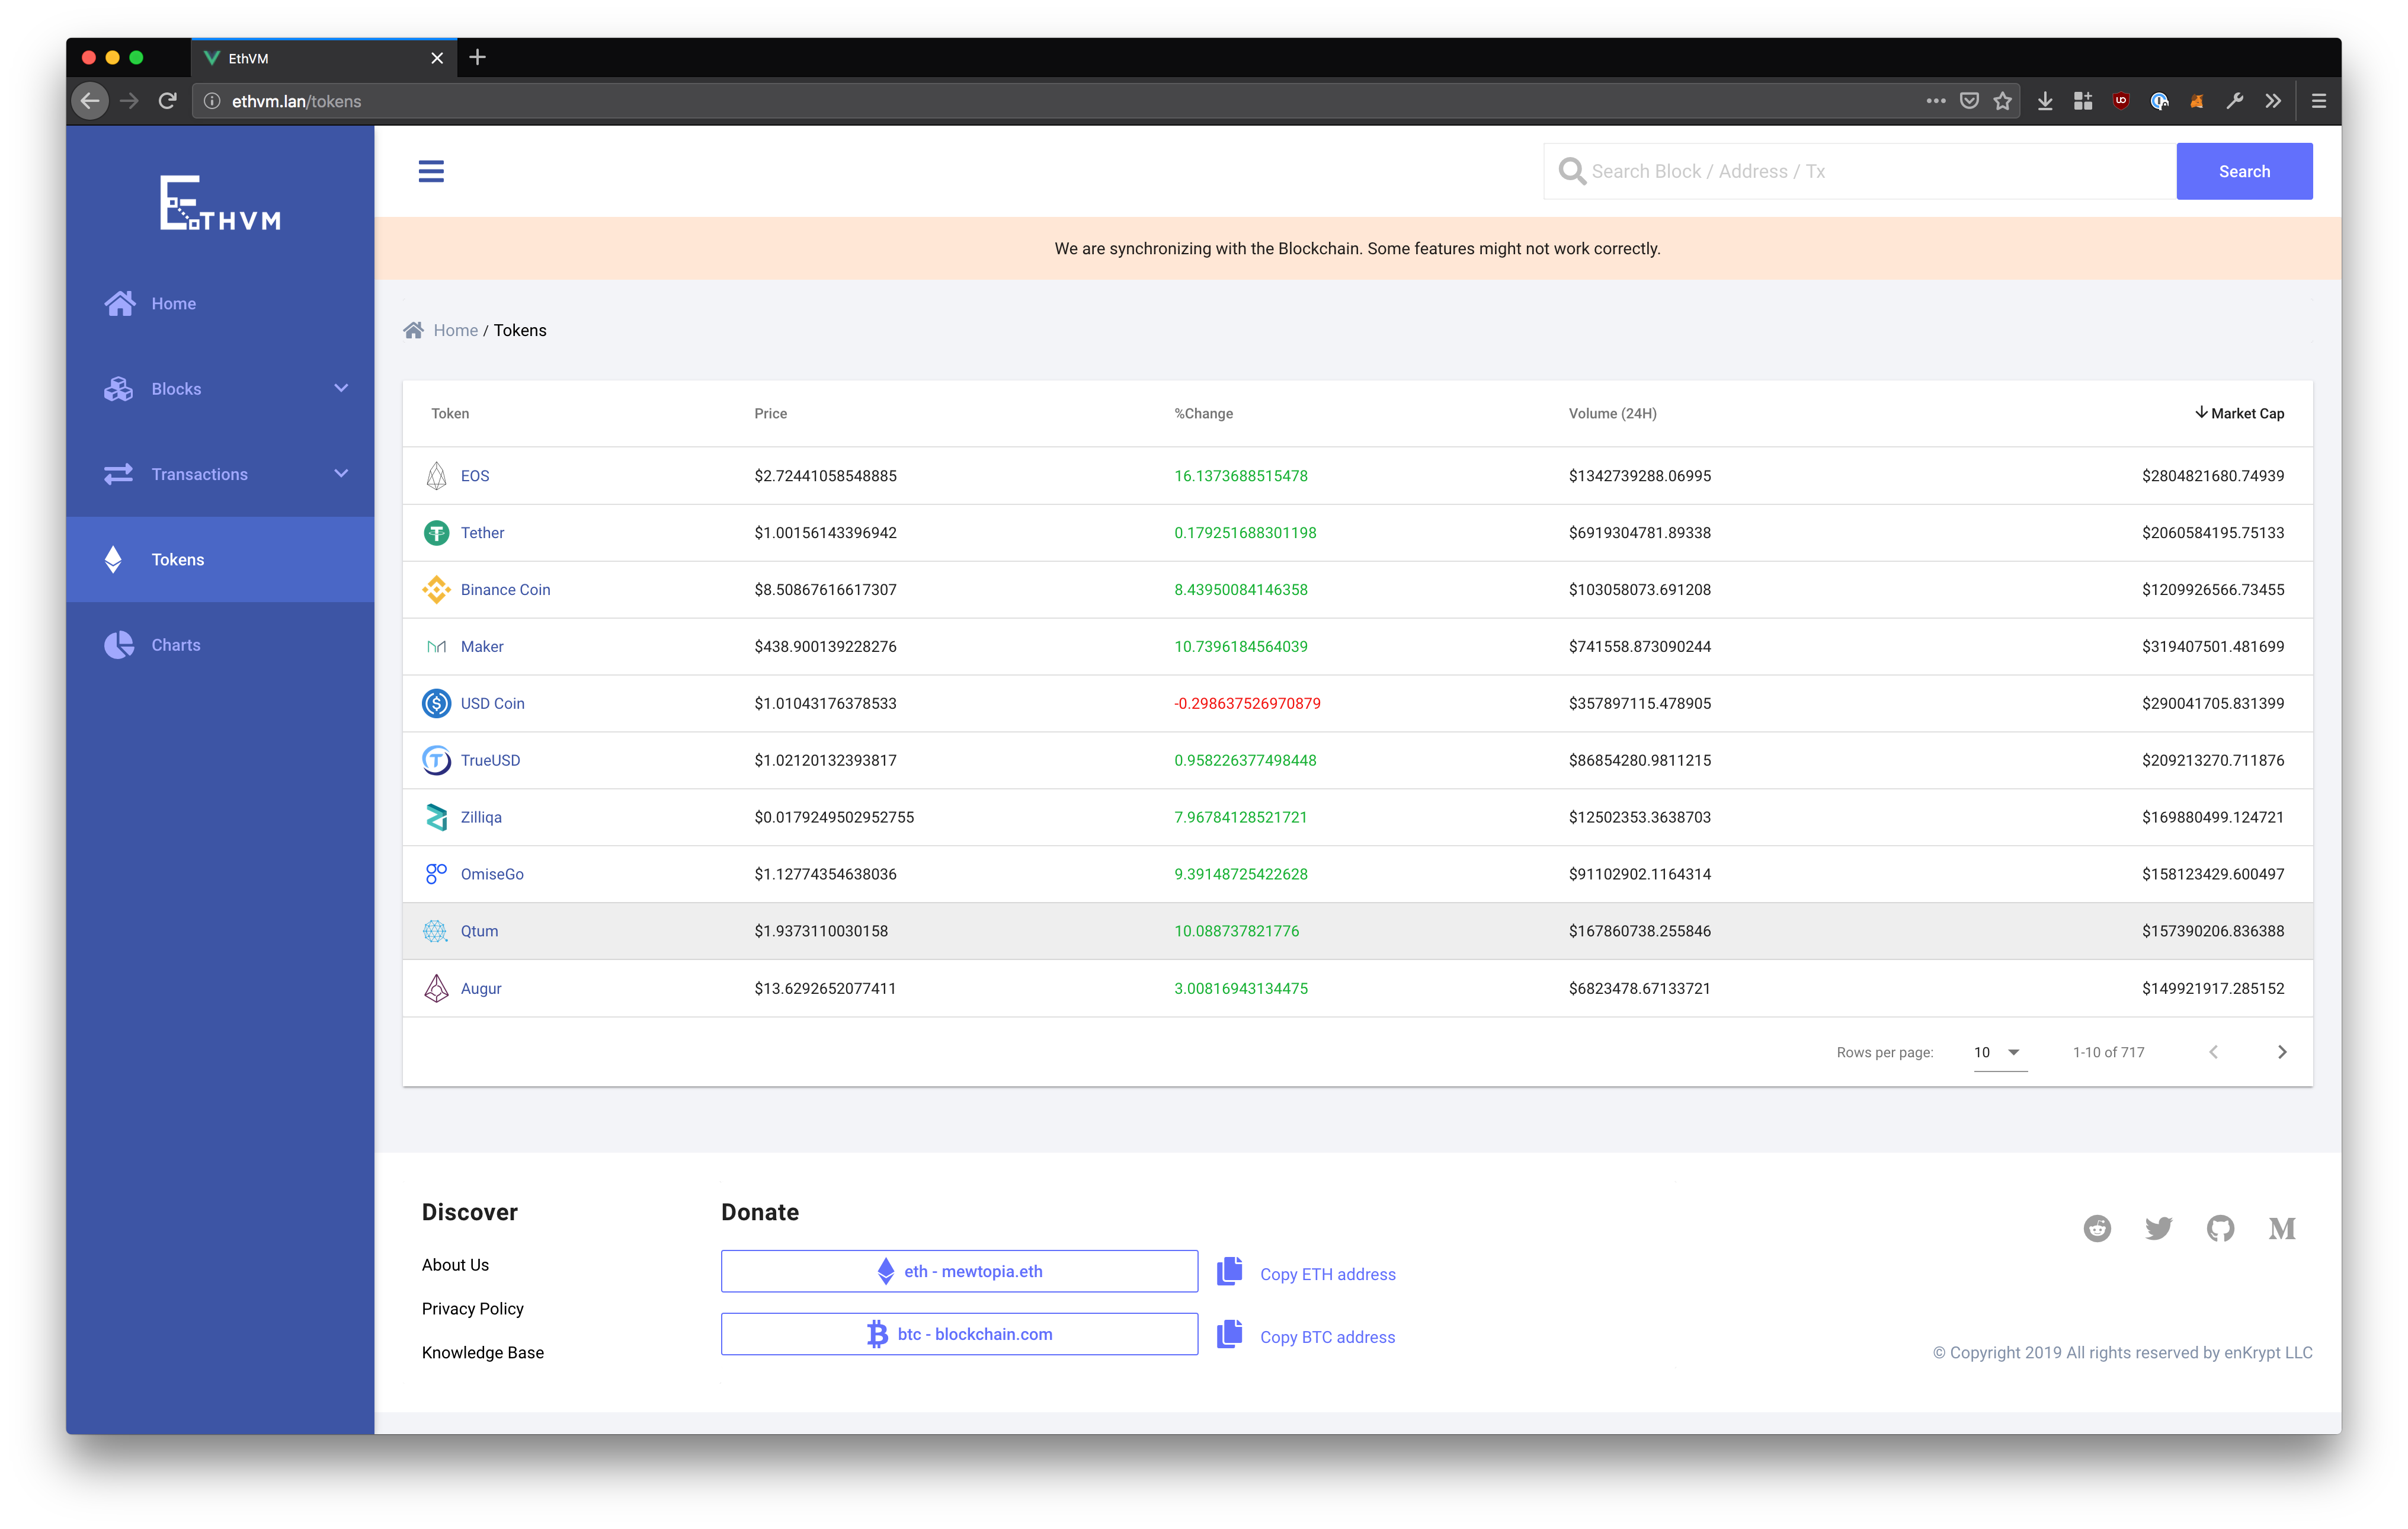 EthVM
ethvm.lan/tokens
ETHVM
Search Block / Address / Tx
Search
We are synchronizing with the Blockchain. Some features might not work correctly.
Home
Blocks
Transactions
Tokens
Charts
Home / Tokens
Token Price %Change Volume (24H) Market Cap
EOS $2.72441058548885 16.1373688515478 $1342739288.06995 $2804821680.74939
Tether $1.00156143396942 0.179251688301198 $6919304781.89338 $2060584195.75133
Binance Coin $8.50867616617307 8.43950084146358 $103058073.691208 $1209926566.73455
Maker $438.900139228276 10.7396184564039 $741558.873090244 $319407501.481699
USD Coin $1.01043176378533 -0.298637526970879 $357897115.478905 $290041705.831399
TrueUSD $1.02120132393817 0.958226377498448 $86854280.9811215 $209213270.711876
Zilliqa $0.0179249502952755 7.96784128521721 $12502353.3638703 $169880499.124721
OmiseGo $1.12774354638036 9.39148725422628 $91102902.1164314 $158123429.600497
Qtum $1.9373110030158 10.088737821776 $167860738.255846 $157390206.836388
Augur $13.6292652077411 3.00816943134475 $6823478.67133721 $149921917.285152
Rows per page: 10 1-10 of 717
Discover
About Us
Privacy Policy
Knowledge Base
Donate
eth - mewtopia.eth
Copy ETH address
btc - blockchain.com
Copy BTC address
© Copyright 2019 All rights reserved by enKrypt LLC